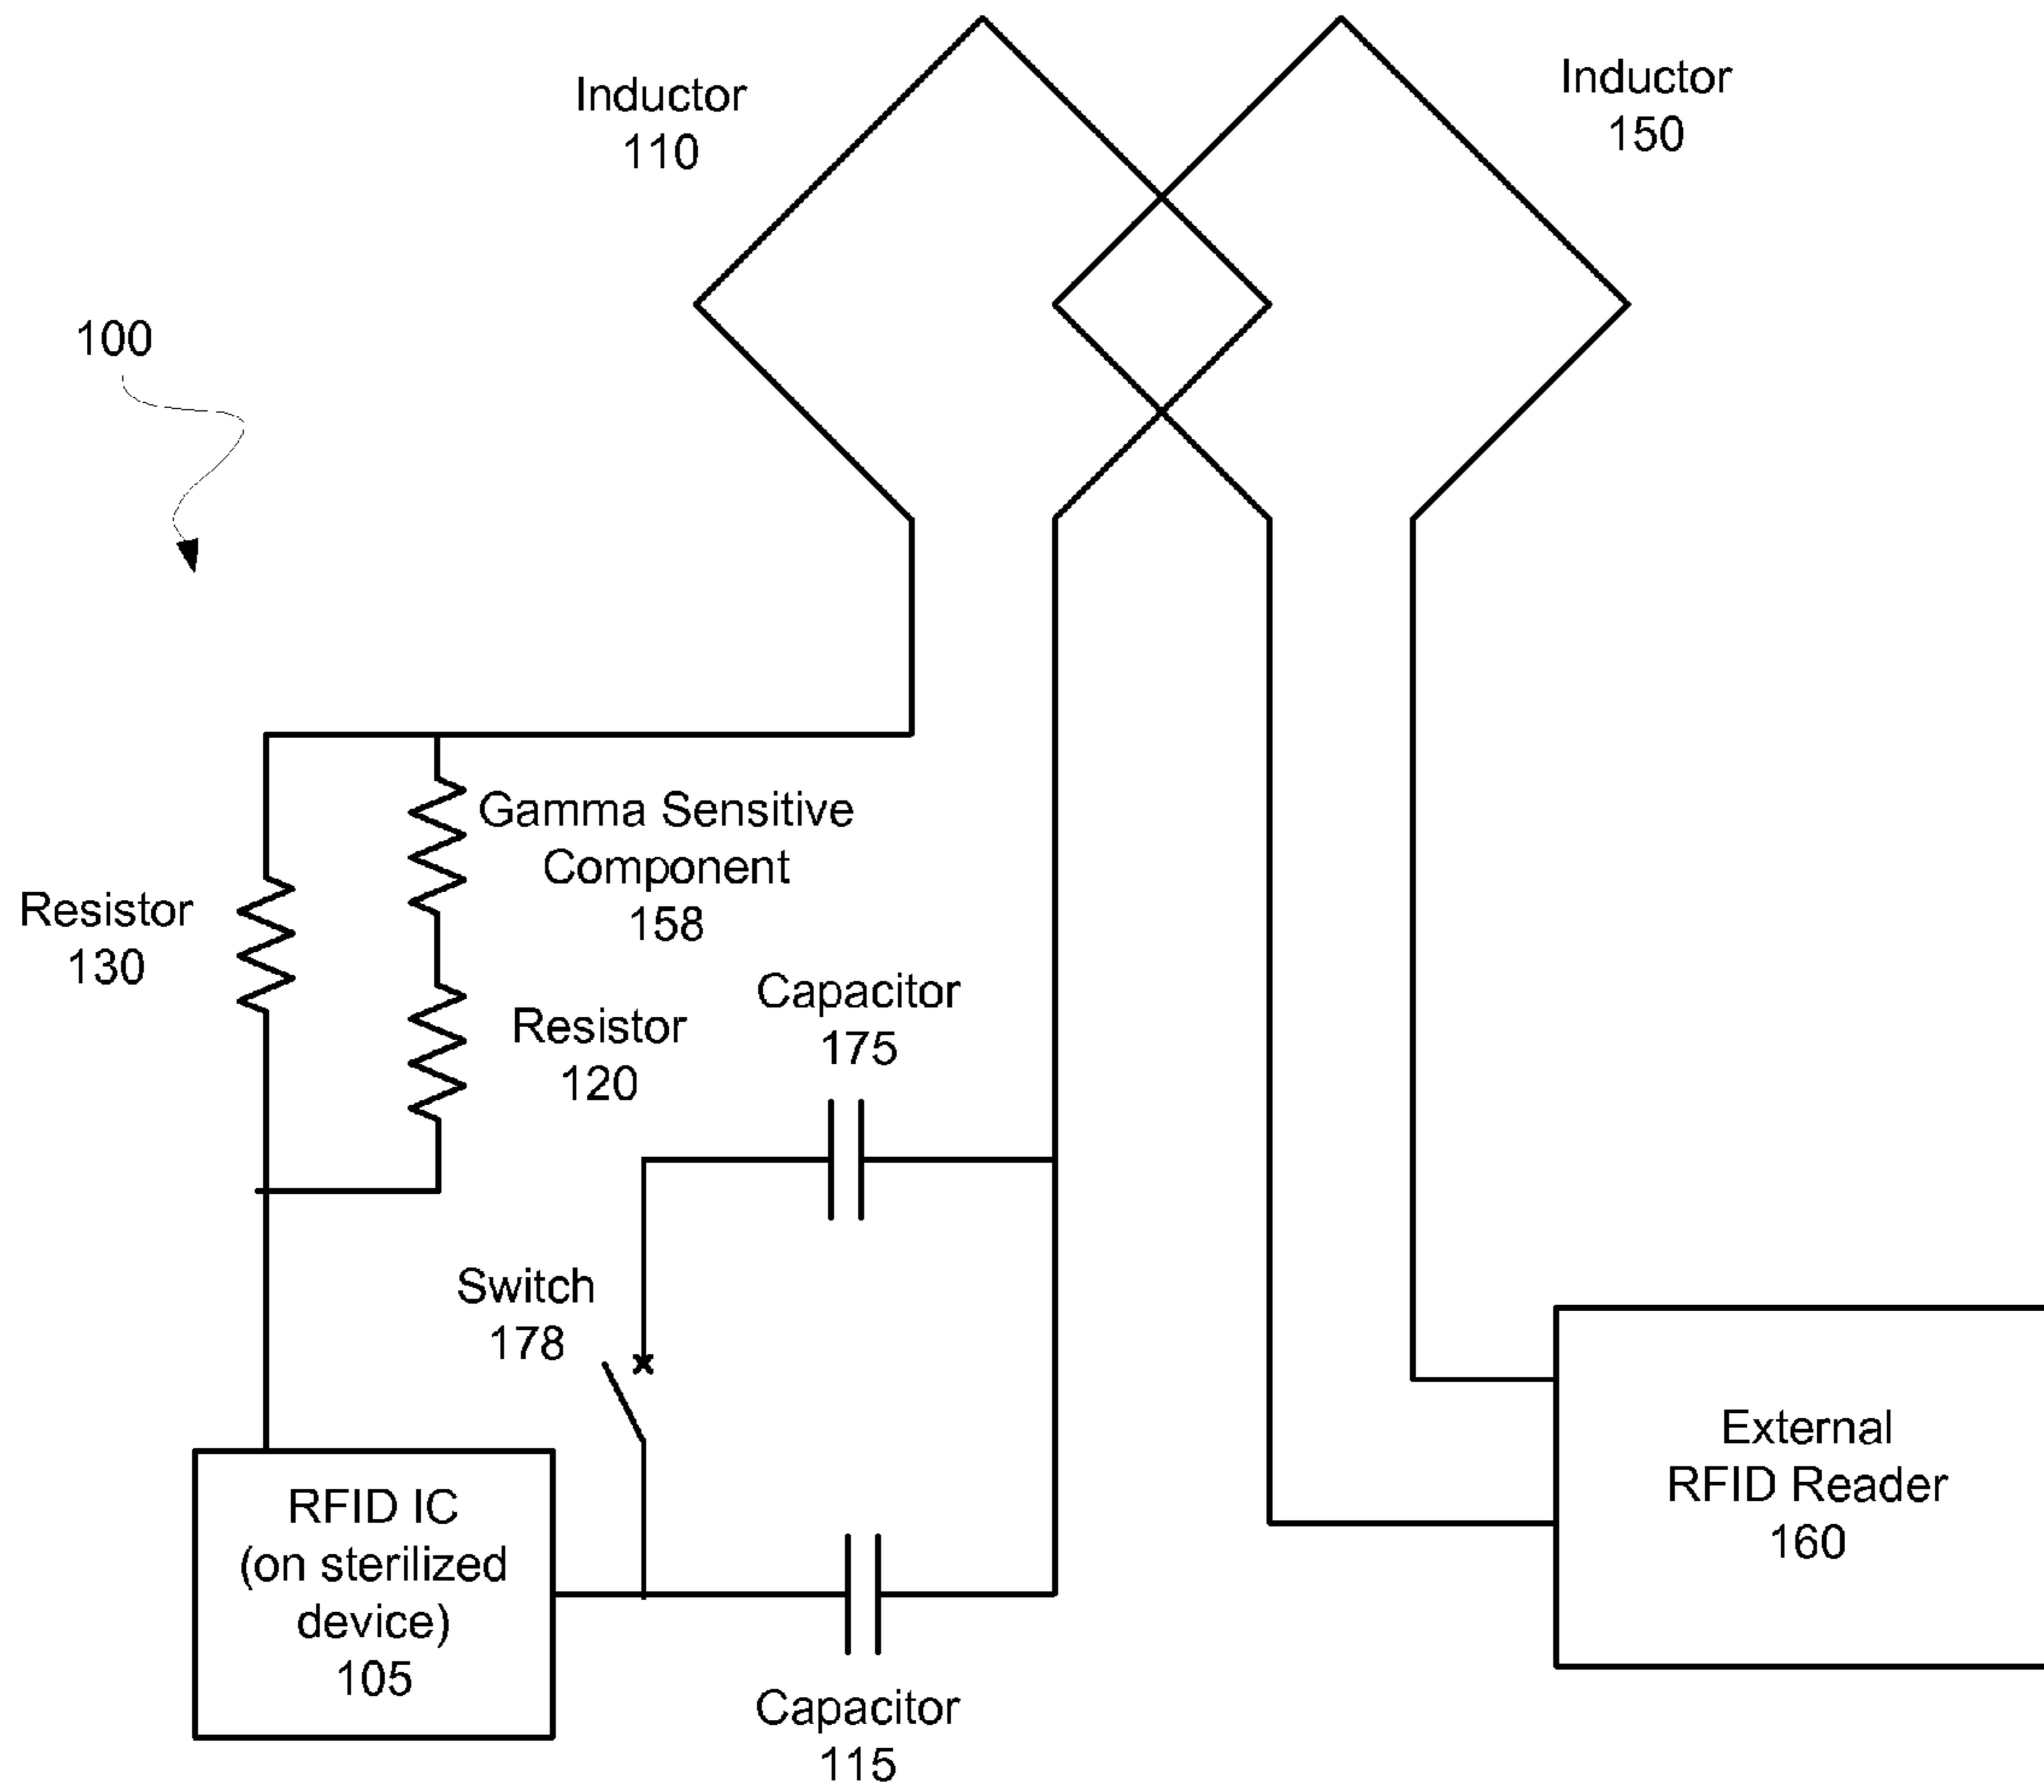 Inductor
110
Inductor
150
100
Gamma Sensitive
Component
158
Resistor
130
Capacitor
175
Resistor
120
Switch
178
External
RFID Reader
160
RFID IC
(on sterilized
device)
105
Capacitor
115